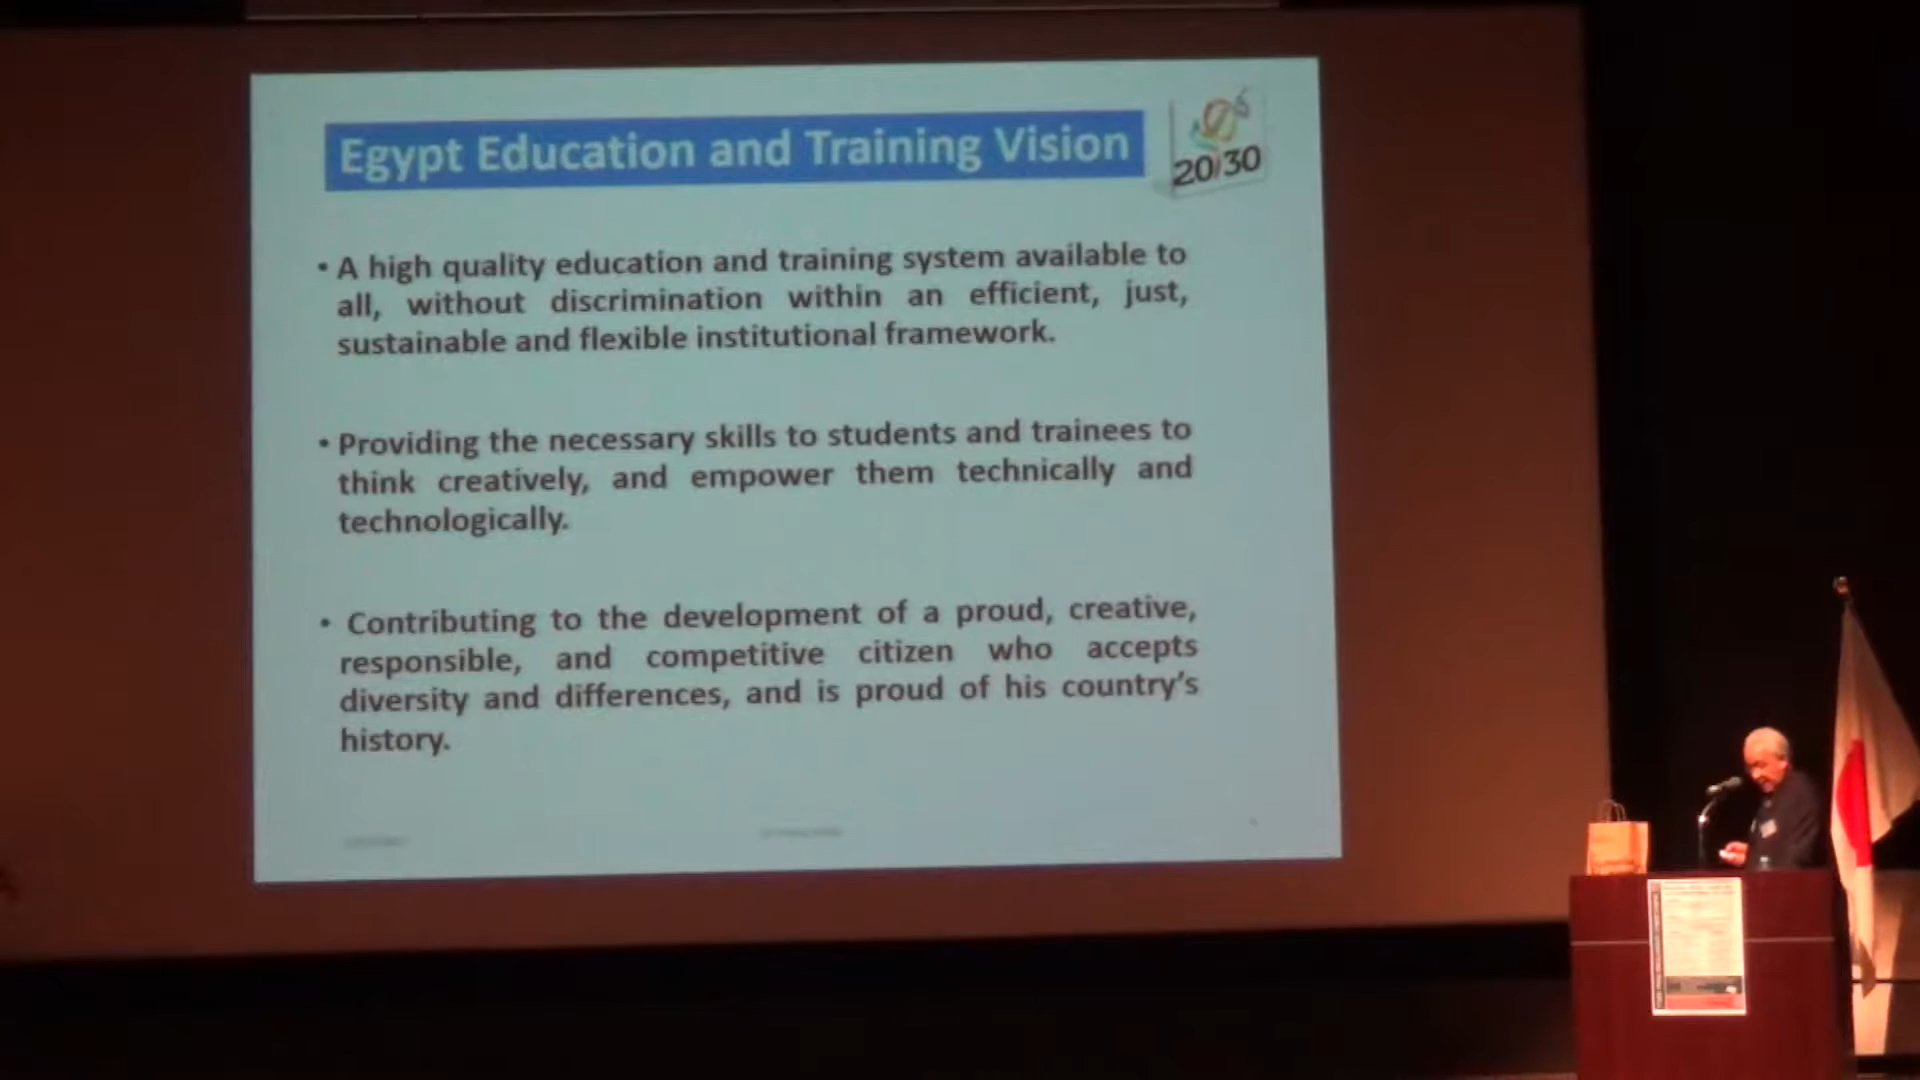 Egypt Education and Training Vision
20/30
• A high quality education and training system available to
all, without discrimination within an efficient, just,
sustainable and flexible institutional framework.
• Providing the necessary skills to students and trainees to
think creatively, and empower them technically and
technologically.
• Contributing to the development of a proud, creative,
responsible, and competitive citizen who accepts
diversity and differences, and is proud of his country's
history.